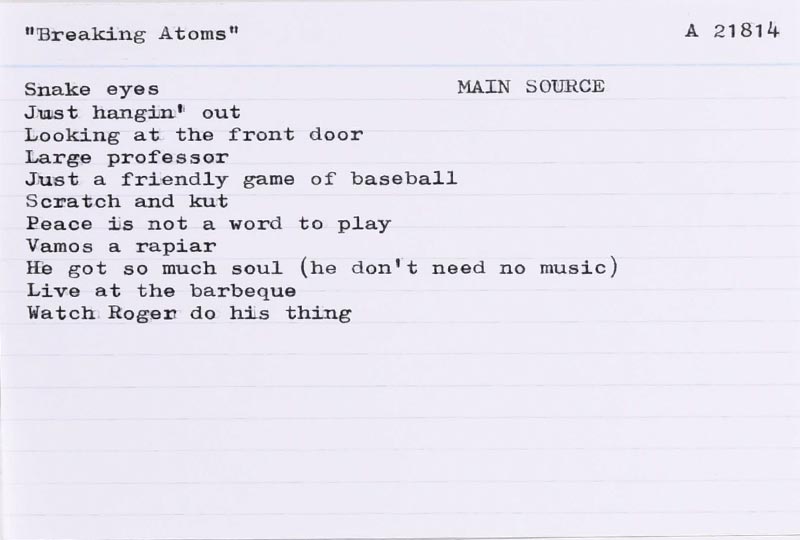 "Breaking Atoms" A 21814
Snake eyes MAIN SOURCE
Just hangin' out
Looking at the front door
Large professor
Just a friendly game of baseball
Scratch and kut
Peace is not a word to play
Vamos a rapiar
He got so much soul (he don't need no music)
Live at the barbeque
Watch Roger do his thing